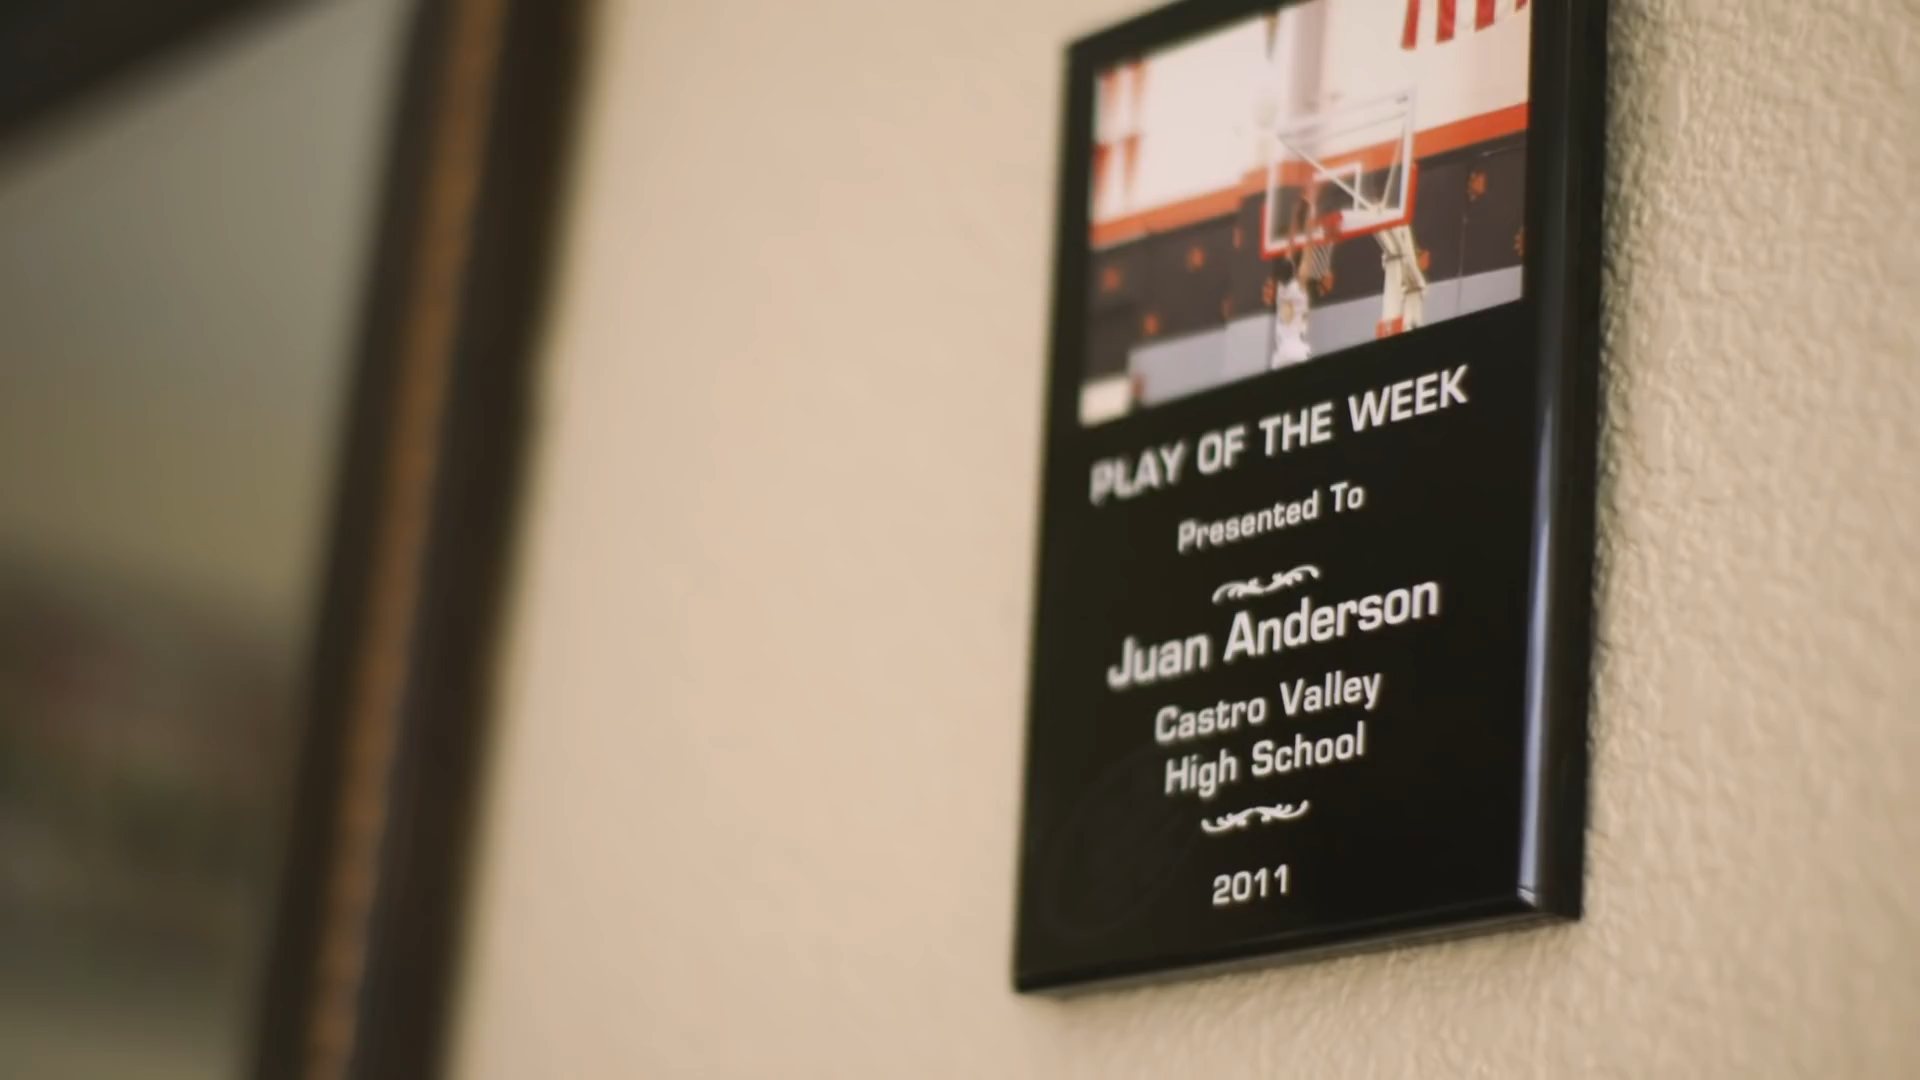 PLAY OF THE WEEK
Presented To
Juan Anderson
Castro Valley
High School
2011